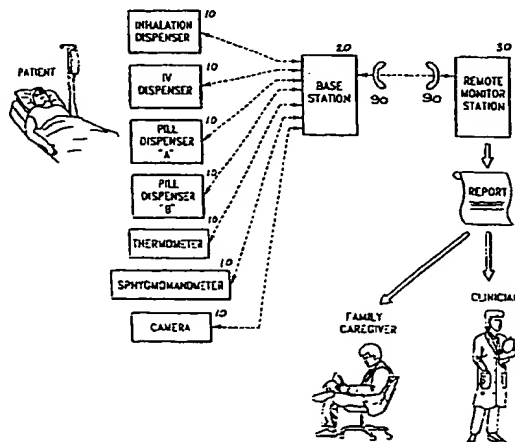 10
INHALATION
DISPENSER
PATIENT
10
IV
DISPENSER
10
PILL
DISPENSER
"A"
10
PILL
DISPENSER
"B"
10
THERMOMETER
10
SPHYGMOMANOMETER
10
CAMERA
20
BASE
STATION
90
90
30
REMOTE
MONITOR
STATION
REPORT
FAMILY
CAREGIVER
CLINICIAN